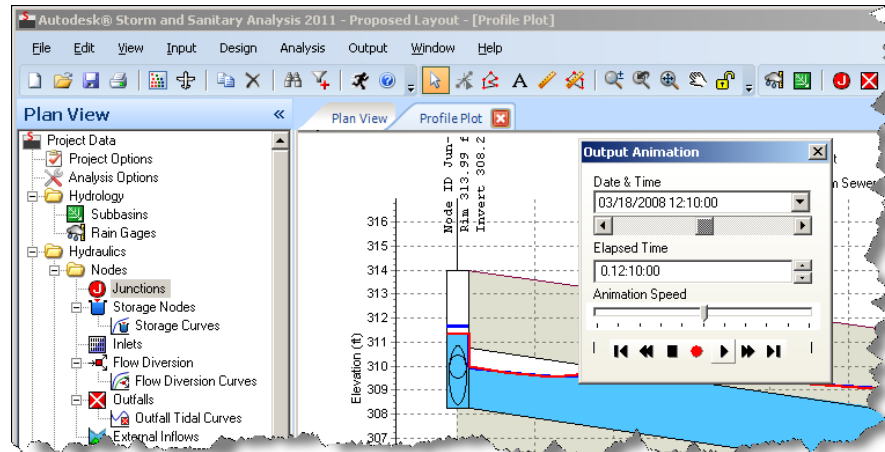 Autodesk® Storm and Sanitary Analysis 2011 - Proposed Layout - [Profile Plot]
File Edit View Input Design Analysis Output Window Help
Plan View
Project Data
Project Options
Analysis Options
Hydrology
Subbasins
Rain Gages
Hydraulics
Nodes
Junctions
Storage Nodes
Storage Curves
Inlets
Flow Diversion
Flow Diversion Curves
Outfalls
Outfall Tidal Curves
External Inflows
Plan View Profile Plot
Node ID Jun-
Rim 313.99 f
Invert 308.2
Elevation (ft)
316
315
314
313
312
311
310
309
308
307
Output Animation
Date & Time
03/18/2008 12:10:00
Elapsed Time
0.12:10:00
Animation Speed